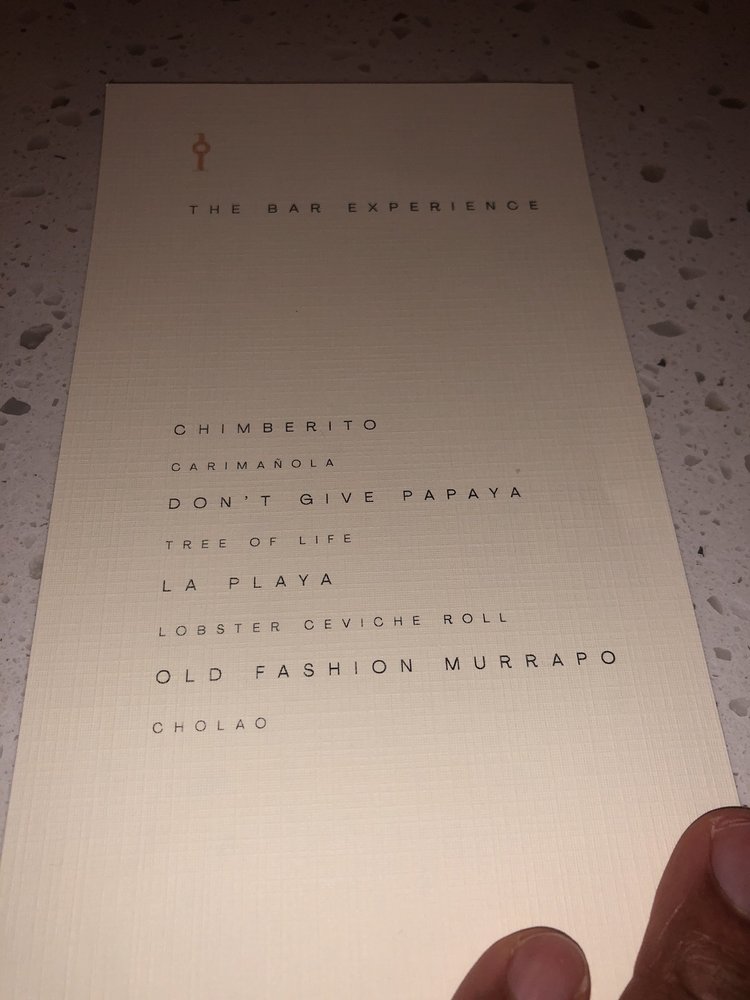 THE BAR EXPERIENCE
CHIMBERITO
CARIMAÑOLA
DON'T GIVE PAPAYA
TREE OF LIFE
LA PLAYA
LOBSTER CEVICHE ROLL
OLD FASHION MURRAPO
CHOLAO